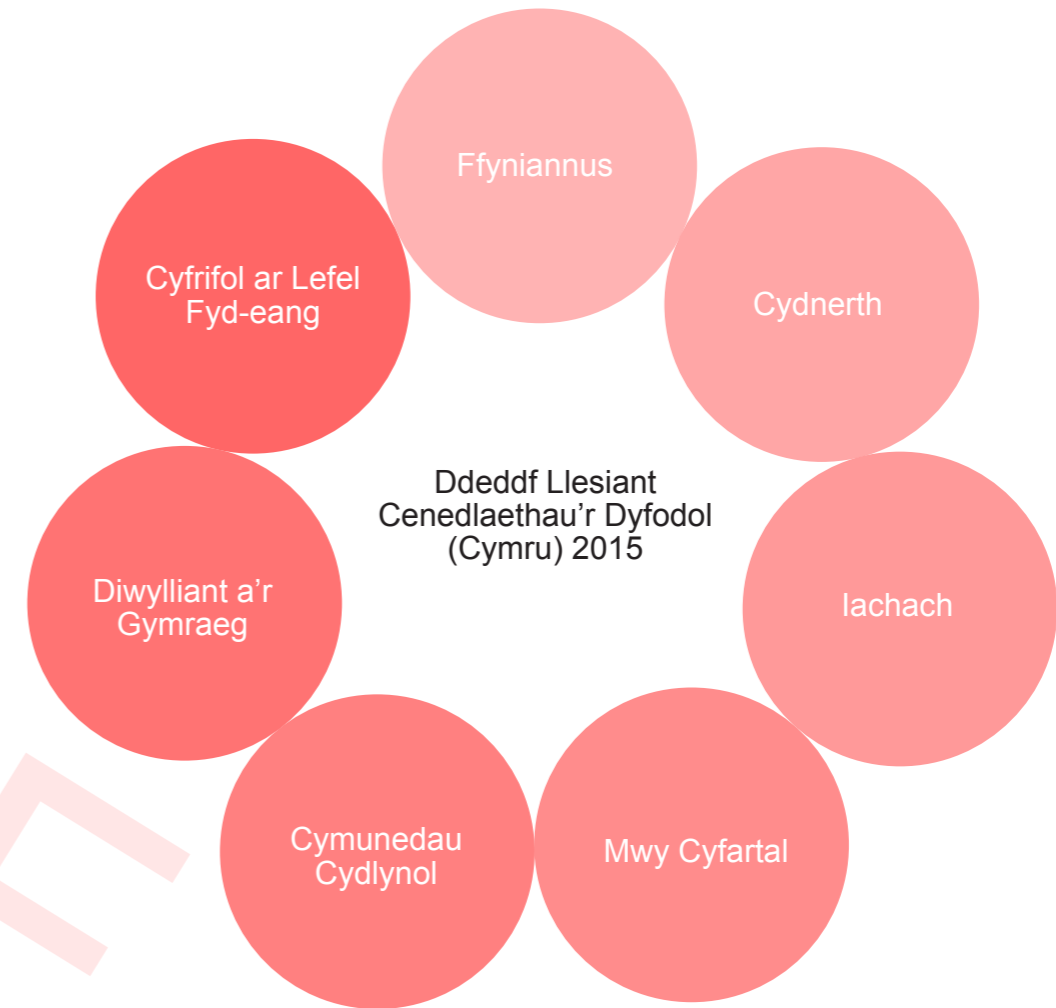 Ffyniannus
Cydnerth
Iachach
Mwy Cyfartal
Cymunedau
Cydlynol
Diwylliant a'r
Gymraeg
Cyfrifol ar Lefel
Fyd-eang
Ddeddf Llesiant
Cenedlaethau'r Dyfodol
(Cymru) 2015